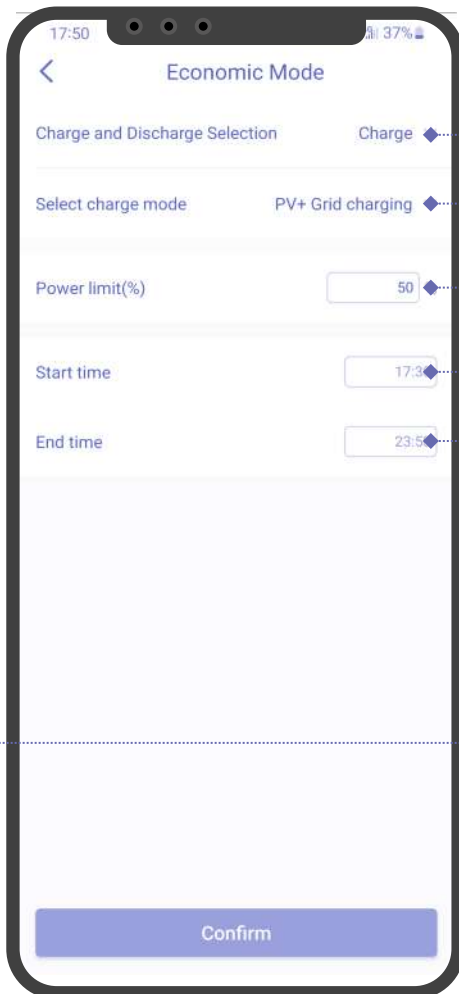 17:50 37%
Economic Mode
Charge and Discharge Selection Charge
Select charge mode PV+ Grid charging
Power limit(%) 50
Start time
End time
Confirm